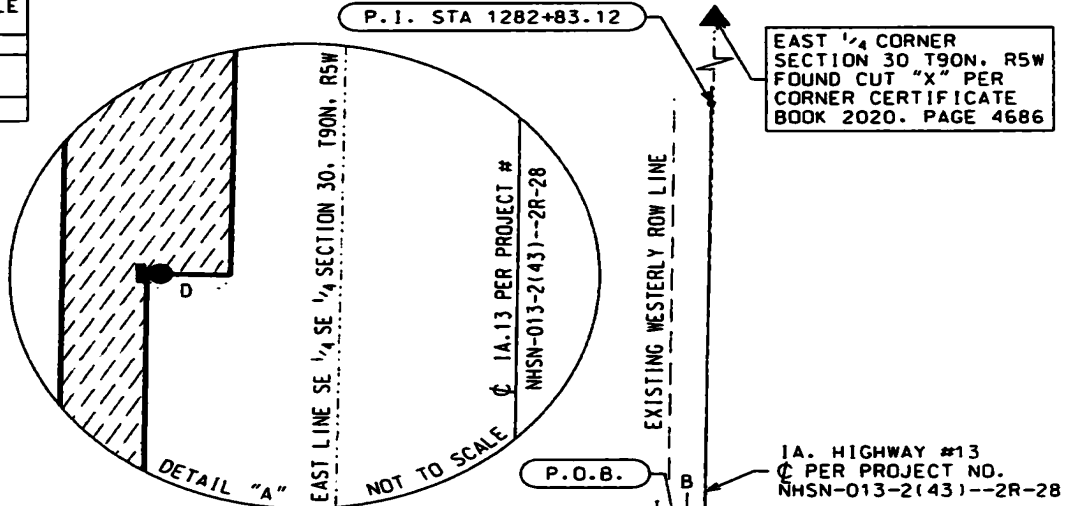 LE
P.I. STA 1282+83.12
EAST 1/4 CORNER
SECTION 30 T90N. R5W
FOUND CUT "X" PER
CORNER CERTIFICATE
BOOK 2020. PAGE 4686
EAST LINE SE 1/4 SE 1/4 SECTION 30. T90N. R5W
℄ IA.13 PER PROJECT #
NHSN-013-2(43)--2R-28
EXISTING WESTERLY ROW LINE
D
DETAIL "A"
NOT TO SCALE
P.O.B.
B
IA. HIGHWAY #13
℄ PER PROJECT NO.
NHSN-013-2(43)--2R-28